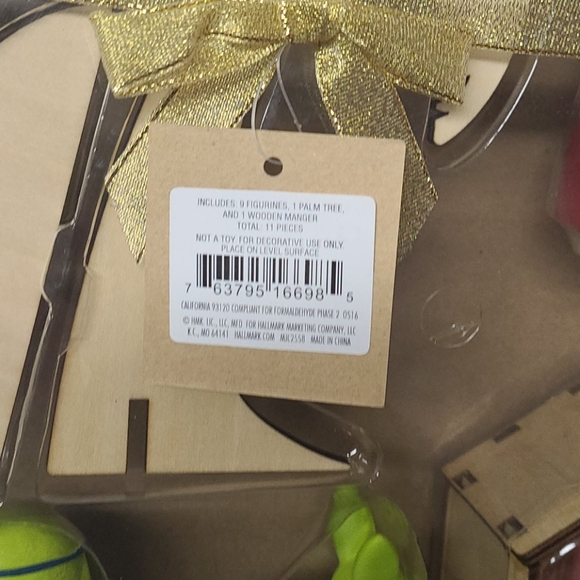 INCLUDES: 9 FIGURINES, 1 PALM TREE,
AND 1 WOODEN MANGER
TOTAL: 11 PIECES
NOT A TOY. FOR DECORATIVE USE ONLY.
PLACE ON LEVEL SURFACE
7 63795 16698 5
CALIFORNIA 93120 COMPLIANT FOR FORMALDEHYDE PHASE 2 0516
© HMK. LIC., LLC, MFD. FOR HALLMARK MARKETING COMPANY, LLC
K.C., MO 64141 HALLMARK.COM MJC2558 MADE IN CHINA